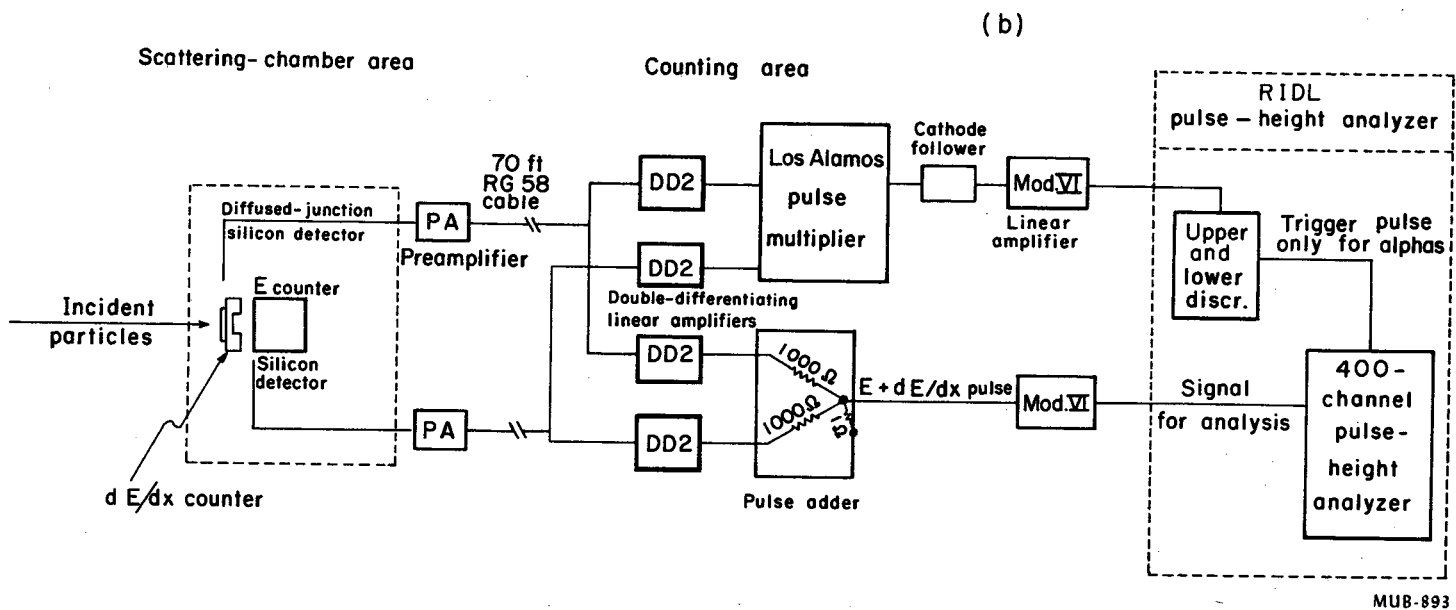 (b)
Scattering-chamber area
Counting area
RIDL
pulse-height analyzer
70 ft
RG 58
cable
Diffused-junction
silicon detector
PA
Preamplifier
DD2
Los Alamos
pulse
multiplier
Cathode
follower
Mod. VI
Linear
amplifier
Upper
and
lower
discr.
Trigger pulse
only for alphas
DD2
Double-differentiating
linear amplifiers
Incident
particles
E counter
Silicon
detector
DD2
1000Ω
1000Ω
1Ω
E + dE/dx pulse
Mod. VI
Signal
for analysis
400-
channel
pulse-
height
analyzer
PA
DD2
Pulse adder
dE/dx counter
MUB-893